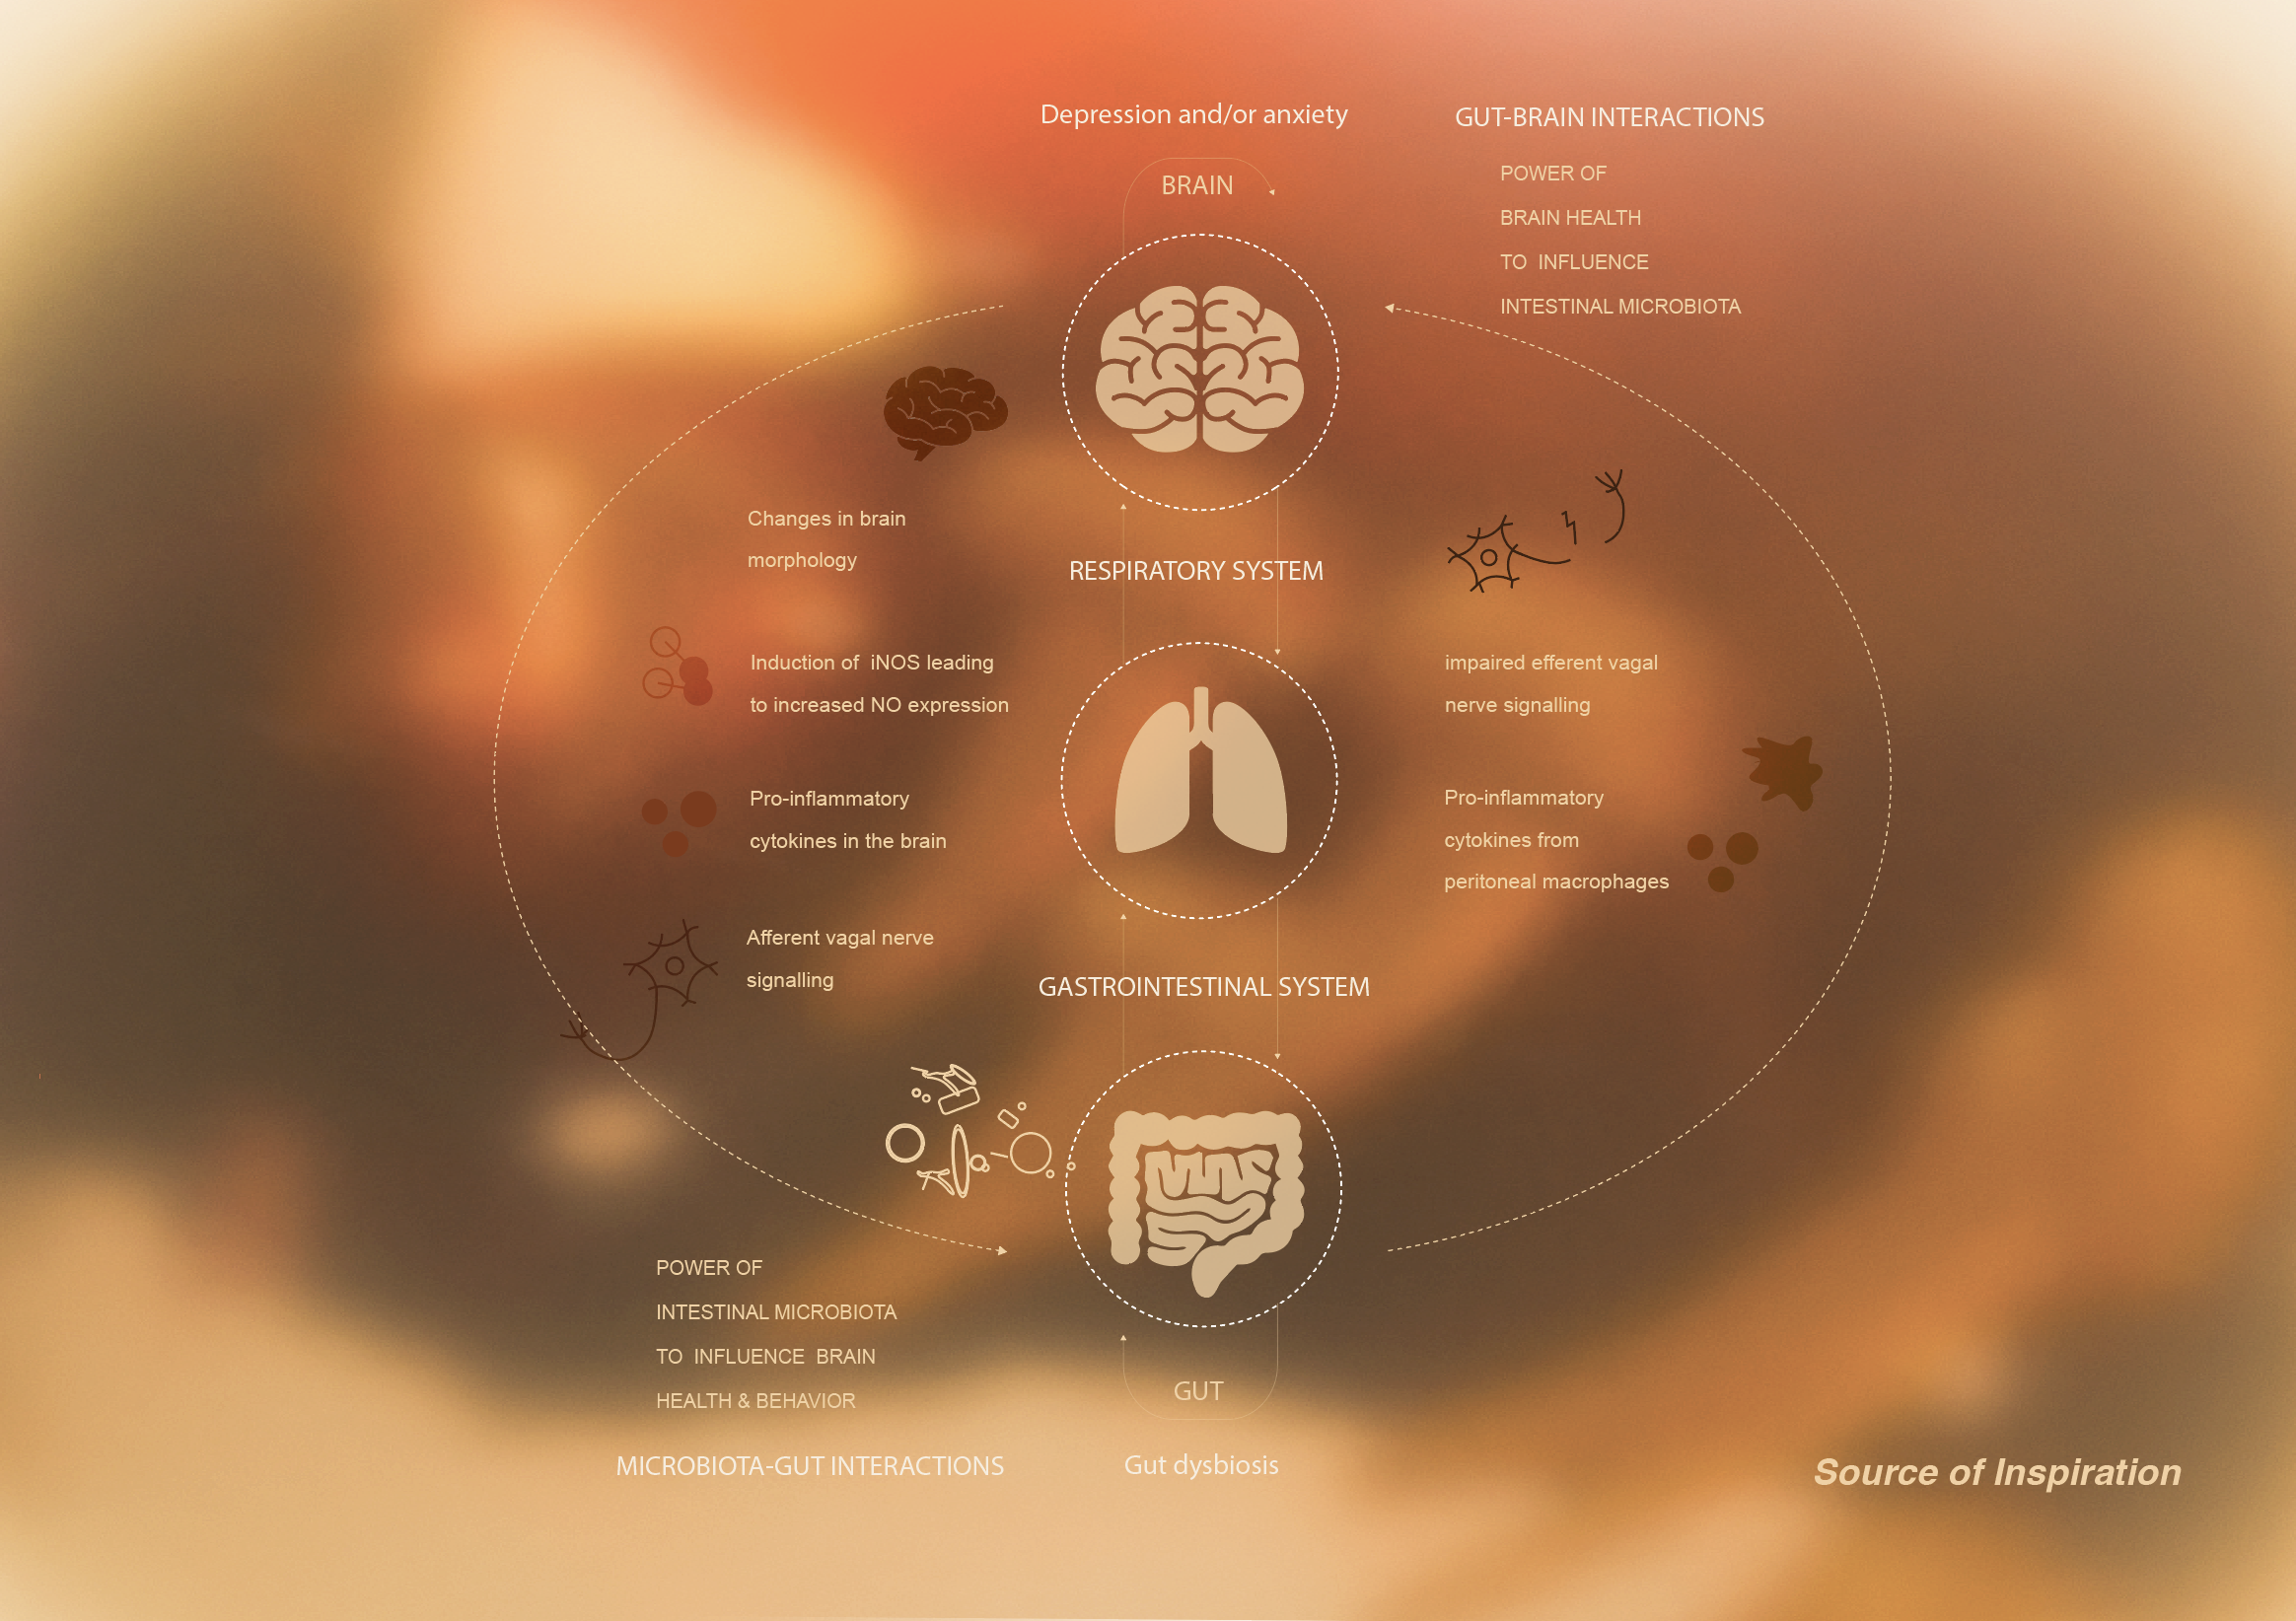 Depression and/or anxiety
BRAIN
GUT-BRAIN INTERACTIONS
POWER OF
BRAIN HEALTH
TO INFLUENCE
INTESTINAL MICROBIOTA
Changes in brain
morphology
Induction of iNOS leading
to increased NO expression
Pro-inflammatory
cytokines in the brain
Afferent vagal nerve
signalling
RESPIRATORY SYSTEM
GASTROINTESTINAL SYSTEM
impaired efferent vagal
nerve signalling
Pro-inflammatory
cytokines from
peritoneal macrophages
POWER OF
INTESTINAL MICROBIOTA
TO INFLUENCE BRAIN
HEALTH & BEHAVIOR
MICROBIOTA-GUT INTERACTIONS
GUT
Gut dysbiosis
Source of Inspiration